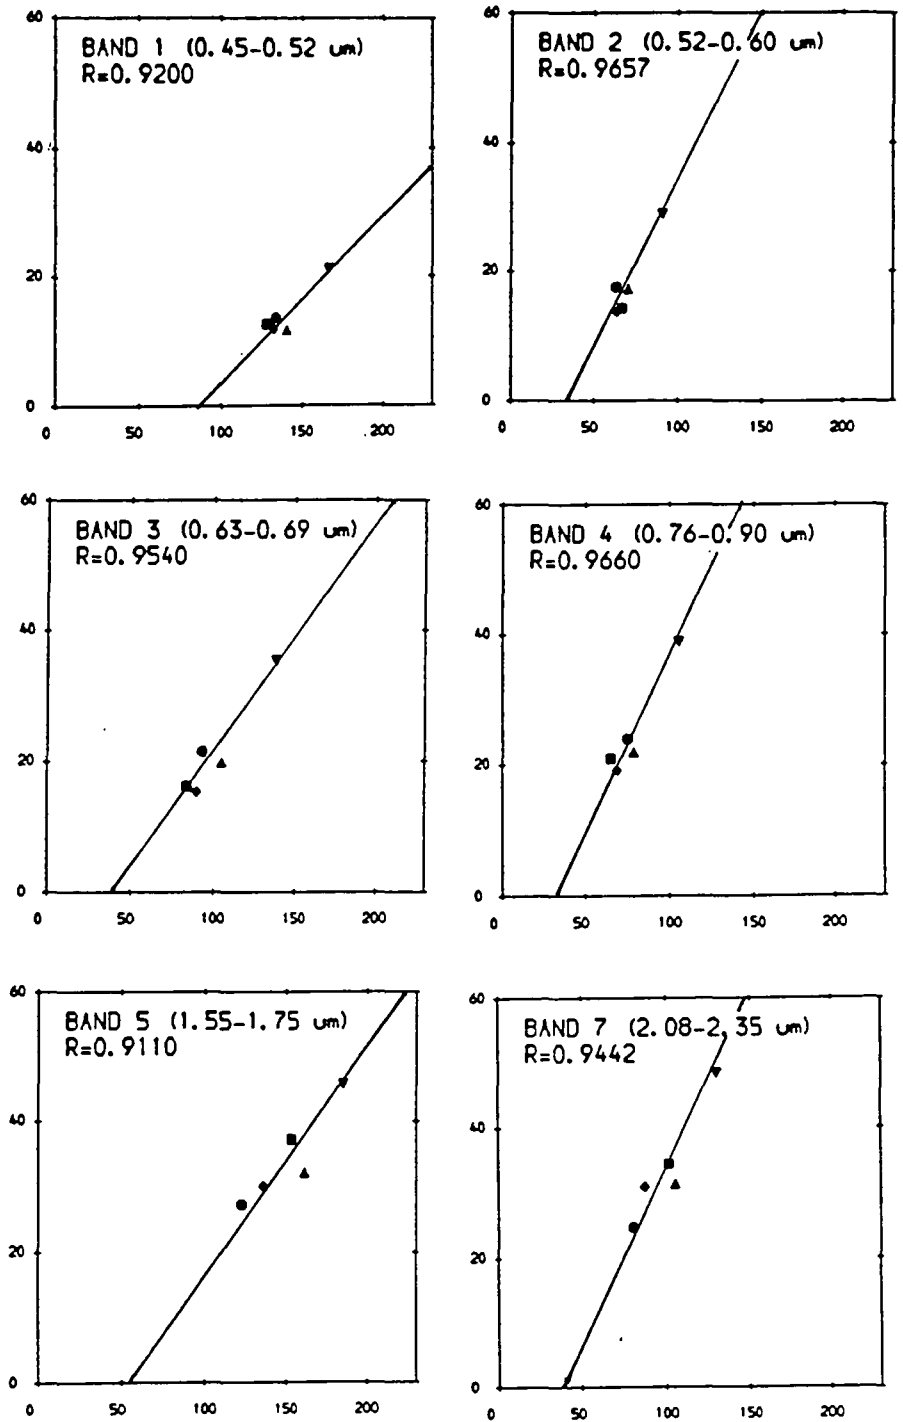 60
BAND 1 (0.45-0.52 um)
R=0.9200
40
20
0
0 50 100 150 200
60
BAND 2 (0.52-0.60 um)
R=0.9657
40
20
0
0 50 100 150 200
60
BAND 3 (0.63-0.69 um)
R=0.9540
40
20
0
0 50 100 150 200
60
BAND 4 (0.76-0.90 um)
R=0.9660
40
20
0
0 50 100 150 200
60
BAND 5 (1.55-1.75 um)
R=0.9110
40
20
0
0 50 100 150 200
60
BAND 7 (2.08-2.35 um)
R=0.9442
40
20
0
0 50 100 150 200